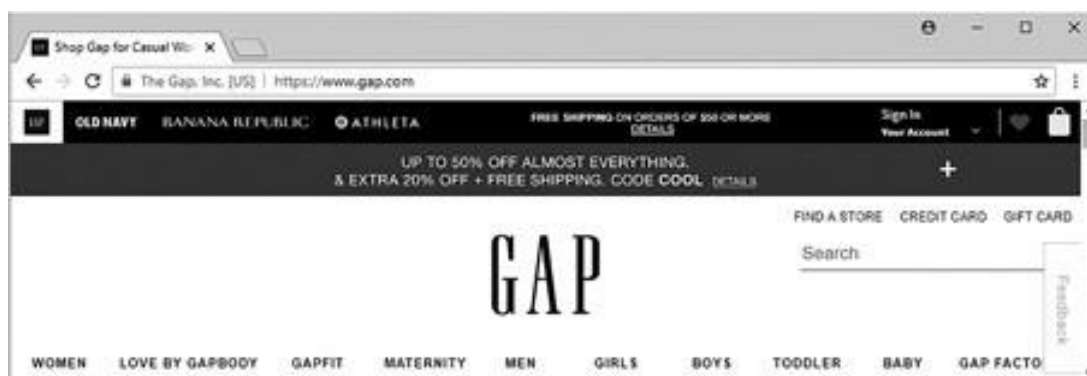 Shop Gap for Casual Wo
The Gap, Inc. [US] | https://www.gap.com
GAP OLD NAVY BANANA REPUBLIC ATHLETA FREE SHIPPING ON ORDERS OF $50 OR MORE Sign In
DETAILS Your Account
UP TO 50% OFF ALMOST EVERYTHING.
& EXTRA 20% OFF + FREE SHIPPING. CODE COOL DETAILS
FIND A STORE CREDIT CARD GIFT CARD
Search
GAP
Feedback
WOMEN LOVE BY GAPBODY GAPFIT MATERNITY MEN GIRLS BOYS TODDLER BABY GAP FACTO